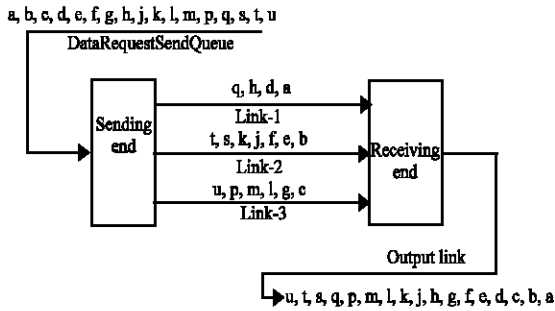 a, b, c, d, e, f, g, h, j, k, l, m, p, q, s, t, u
DataRequestSendQueue
Sending
end
q, h, d, a
Link-1
t, s, k, j, f, e, b
Link-2
u, p, m, l, g, c
Link-3
Receiving
end
Output link
u, t, s, q, p, m, l, k, j, h, g, f, e, d, c, b, a